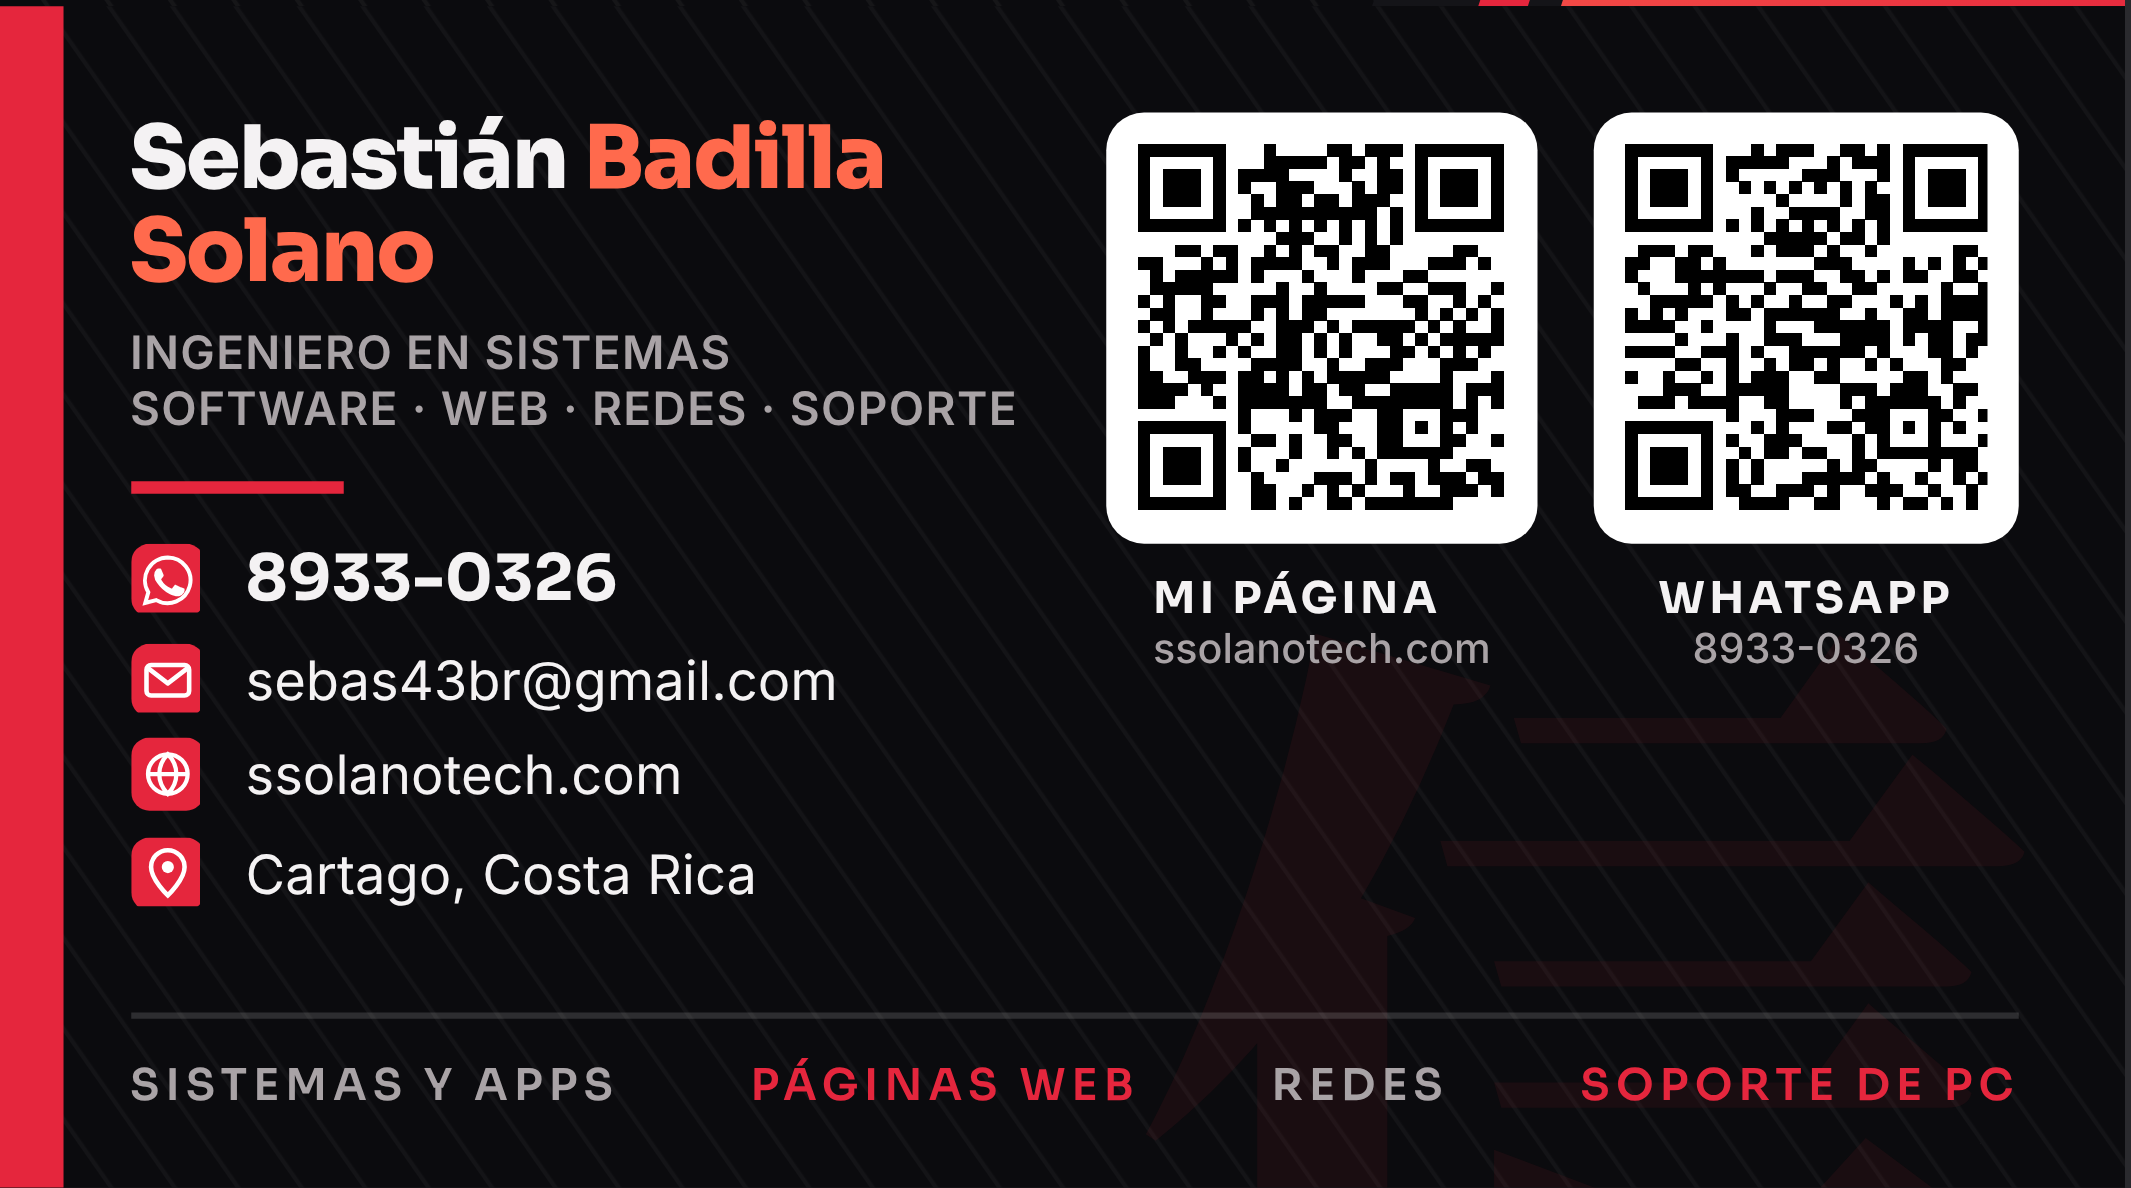 Sebastián Badilla
Solano
INGENIERO EN SISTEMAS
SOFTWARE · WEB · REDES · SOPORTE
8933-0326
sebas43br@gmail.com
ssolanotech.com
Cartago, Costa Rica
MI PÁGINA
ssolanotech.com
WHATSAPP
8933-0326
SISTEMAS Y APPS
PÁGINAS WEB
REDES
SOPORTE DE PC